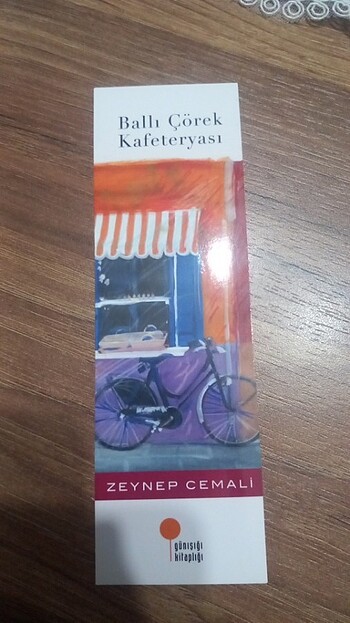 Ballı Çörek
Kafeteryası
ZEYNEP CEMALİ
günışığı
kitaplığı